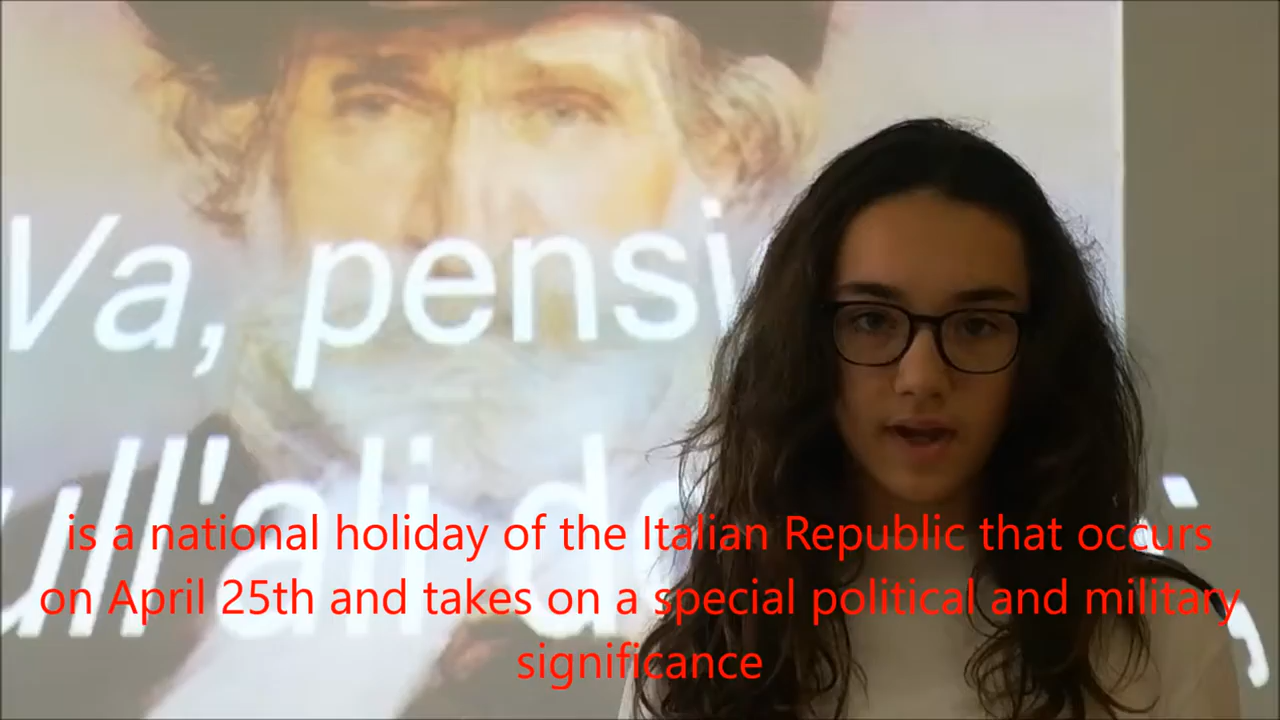 Va, pensi
ull'ali d
is a national holiday of the Italian Republic that occurs
on April 25th and takes on a special political and military
significance